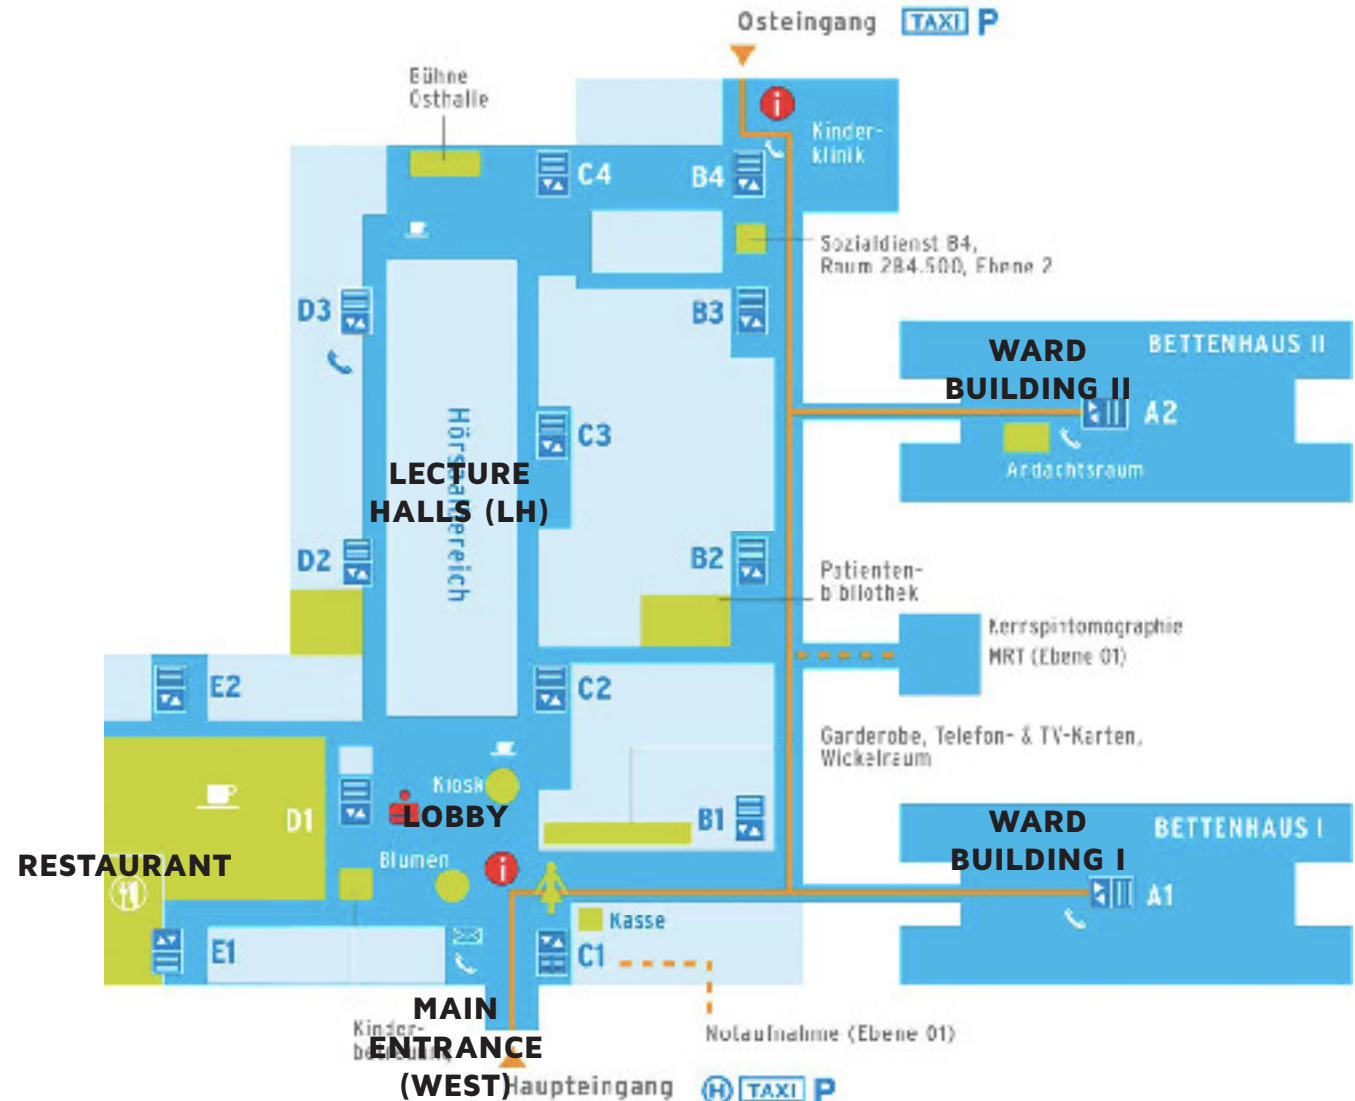 Osteingang TAXI P
Bühne
Osthalle
i
Kinder-
klinik
C4
B4
Sozialdienst B4,
Raum 2B4.500, Ebene 2
D3
B3
WARD
BUILDING II
BETTENHAUS II
A2
Andachtsraum
Hörsaalbereich
C3
LECTURE
HALLS (LH)
D2
B2
Patienten-
bibliothek
Kernspintomographie
MRT (Ebene 01)
E2
C2
Garderobe, Telefon- & TV-Karten,
Wickelraum
Kiosk
D1
LOBBY
B1
WARD
BUILDING I
BETTENHAUS I
A1
RESTAURANT
Blumen
i
Kasse
E1
C1
MAIN
ENTRANCE
(WEST)
Kinder-
betreuung
Notaufnahme (Ebene 01)
Haupteingang H TAXI P